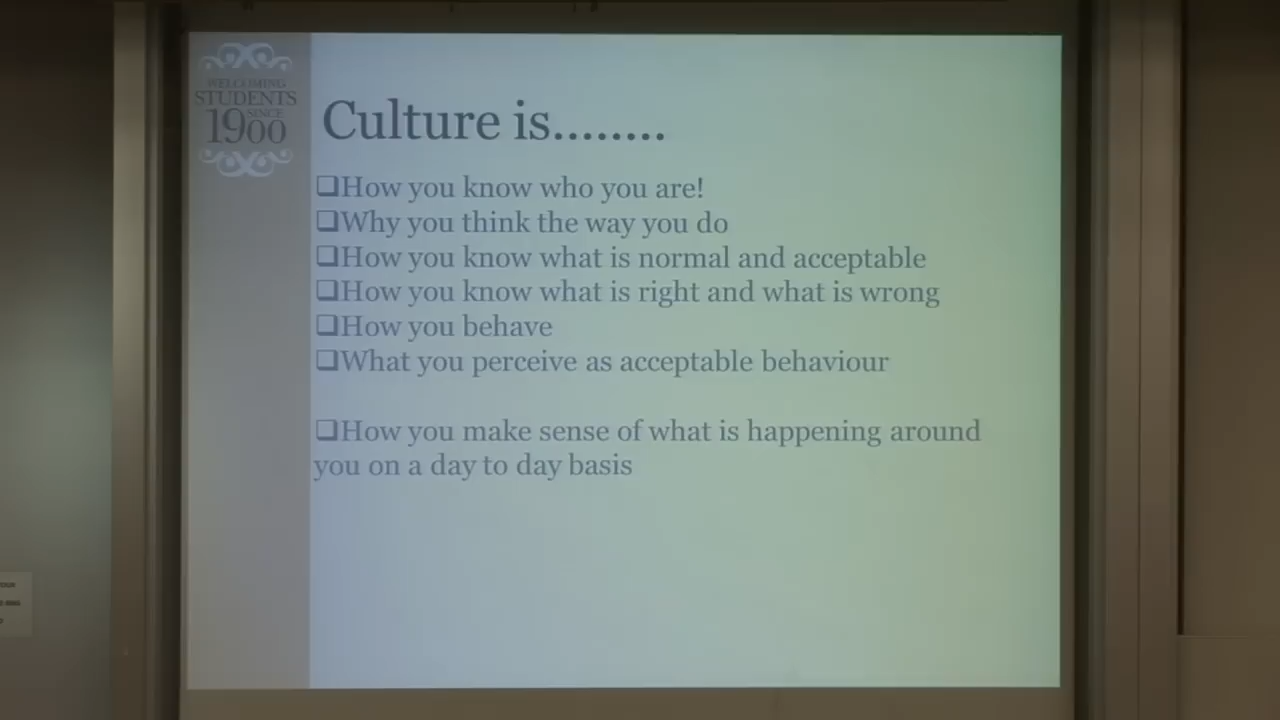 WELCOMING
STUDENTS
SINCE
1900
Culture is........
❑How you know who you are!
❑Why you think the way you do
❑How you know what is normal and acceptable
❑How you know what is right and what is wrong
❑How you behave
❑What you perceive as acceptable behaviour
❑How you make sense of what is happening around
you on a day to day basis